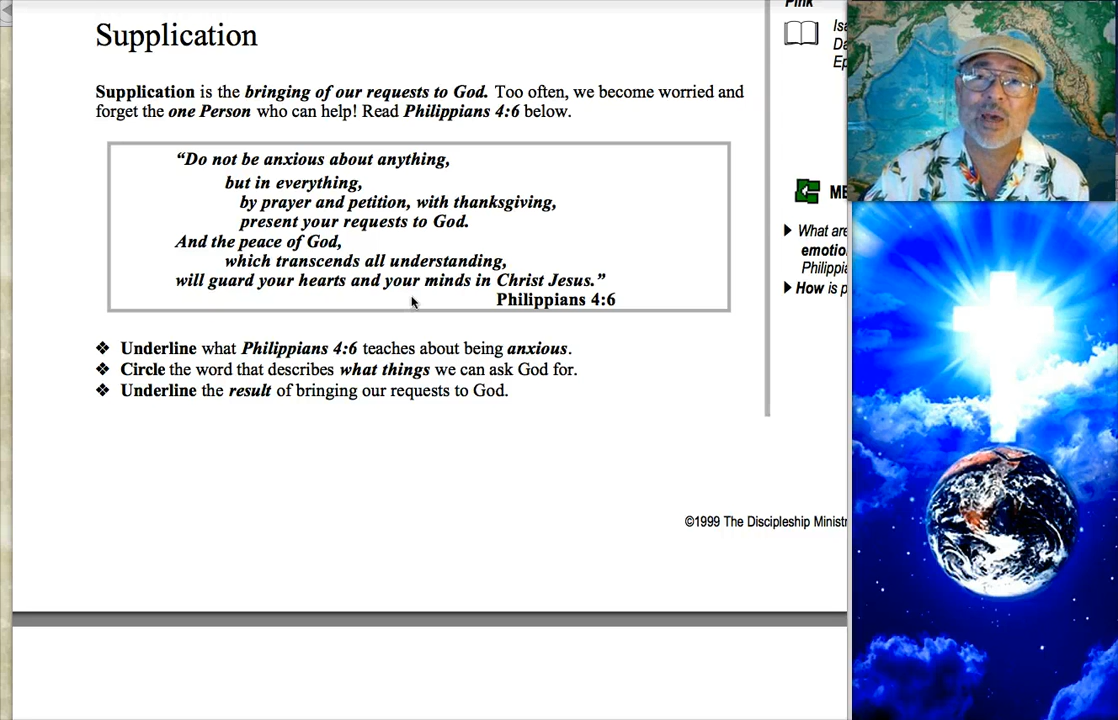 Supplication
Supplication is the bringing of our requests to God. Too often, we become worried and
forget the one Person who can help! Read Philippians 4:6 below.
“Do not be anxious about anything,
but in everything,
by prayer and petition, with thanksgiving,
present your requests to God.
And the peace of God,
which transcends all understanding,
will guard your hearts and your minds in Christ Jesus.”
Philippians 4:6
❖ Underline what Philippians 4:6 teaches about being anxious.
❖ Circle the word that describes what things we can ask God for.
❖ Underline the result of bringing our requests to God.
©1999 The Discipleship Ministr
Pink
Isa
Da
Ep
ME
What are
emotio
Philippia
How is p